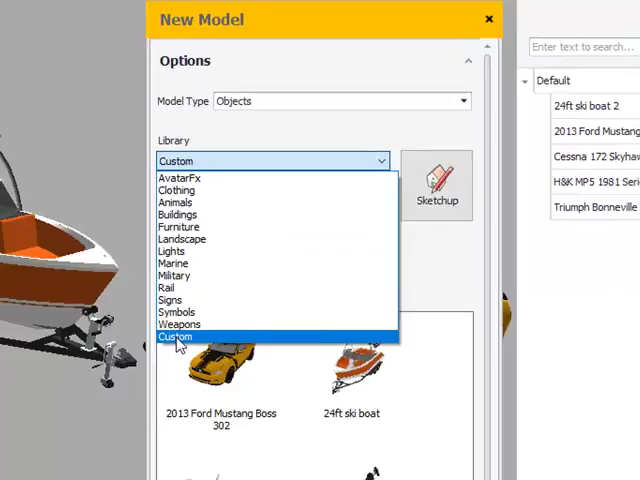 New Model
×
Options
Model Type
Objects
Library
Custom
Sketchup
AvatarFx
Clothing
Animals
Buildings
Furniture
Landscape
Lights
Marine
Military
Rail
Signs
Symbols
Weapons
Custom
2013 Ford Mustang Boss
302
24ft ski boat
Enter text to search...
Default
24ft ski boat 2
2013 Ford Mustang
Cessna 172 Skyhaw
H&K MP5 1981 Seri
Triumph Bonneville